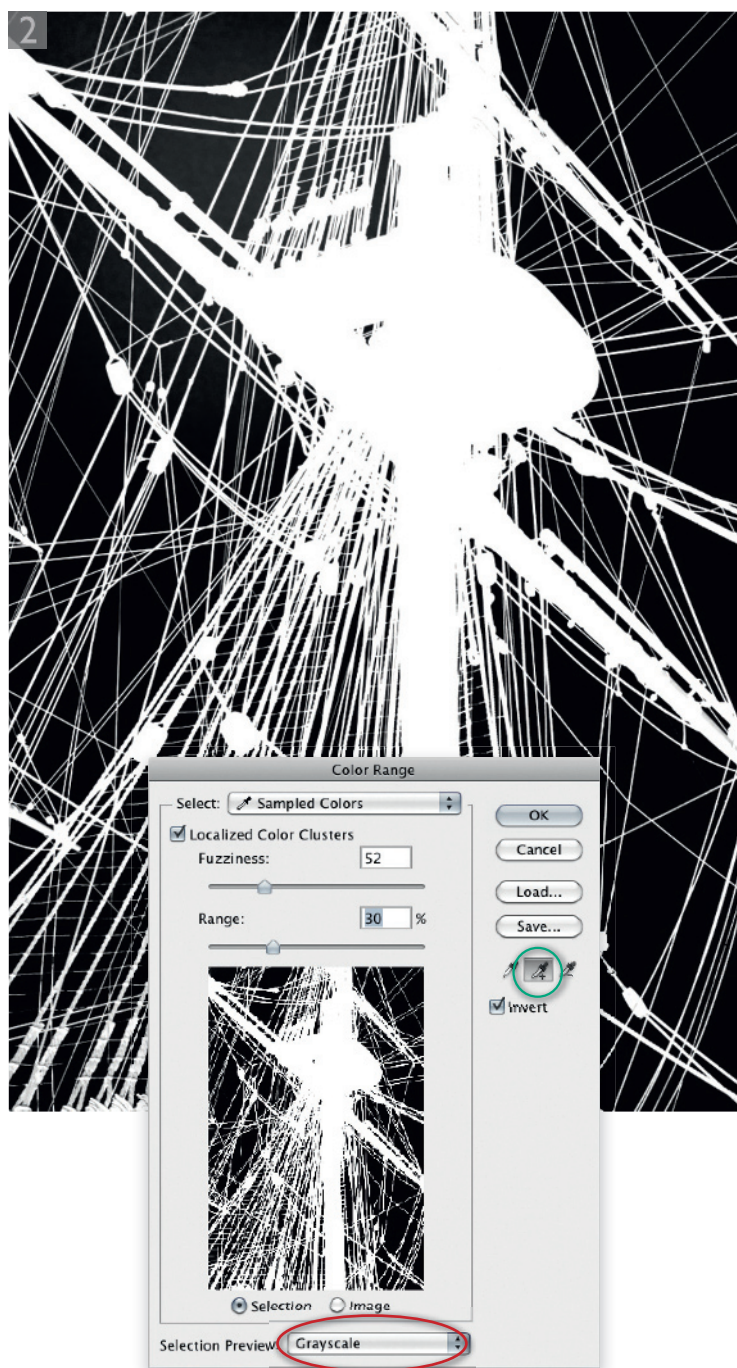 2
Color Range
Select: Sampled Colors
Localized Color Clusters
Fuzziness: 52
Range: 30 %
Selection Image
Selection Preview: Grayscale
OK
Cancel
Load...
Save...
Invert